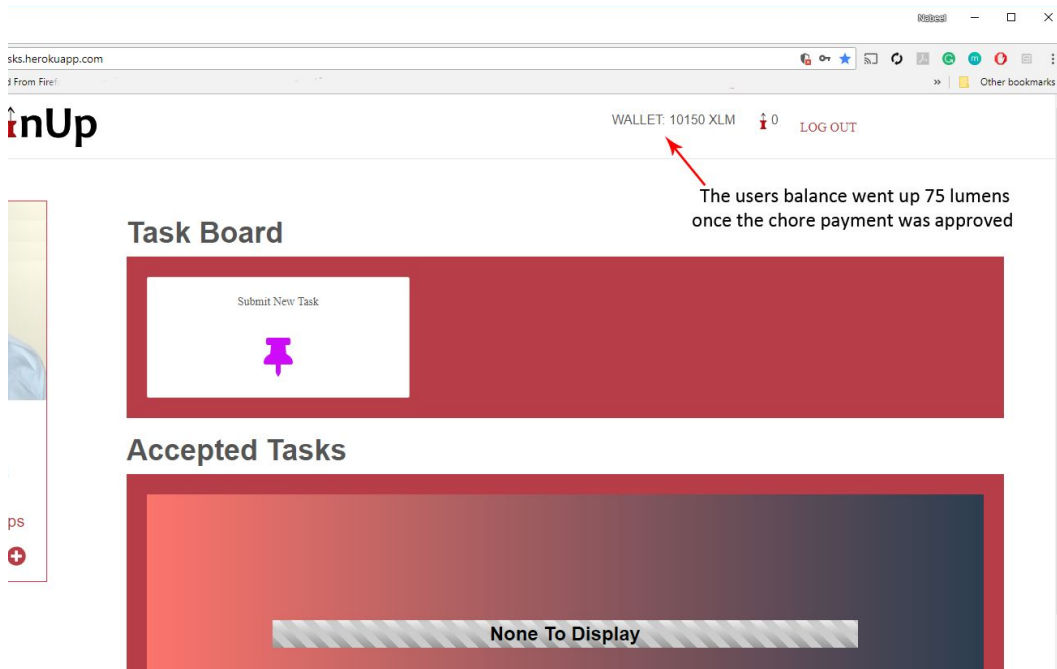 Nabeel
sks.herokuapp.com
d From Firef
» Other bookmarks
inUp
WALLET: 10150 XLM 0 LOG OUT
The users balance went up 75 lumens
once the chore payment was approved
Task Board
Submit New Task
Accepted Tasks
ps
None To Display